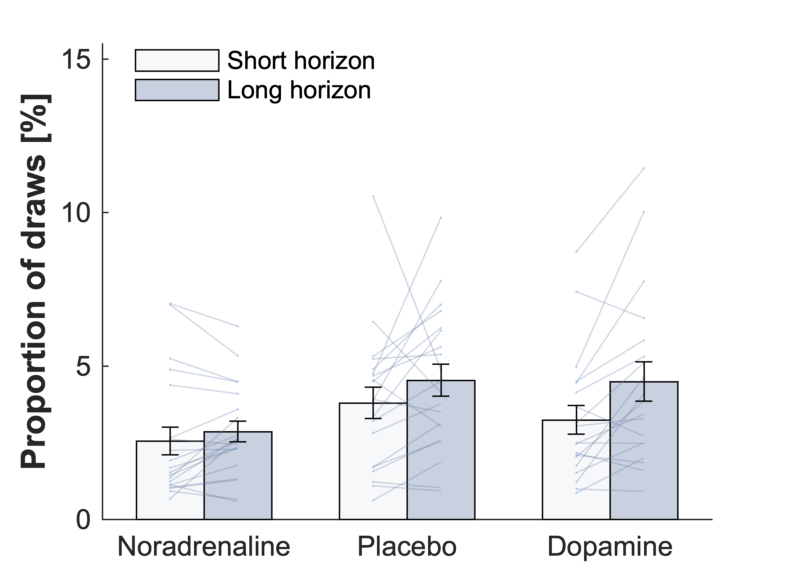 Short horizon
Long horizon
Proportion of draws [%]
15
10
5
0
Noradrenaline Placebo Dopamine